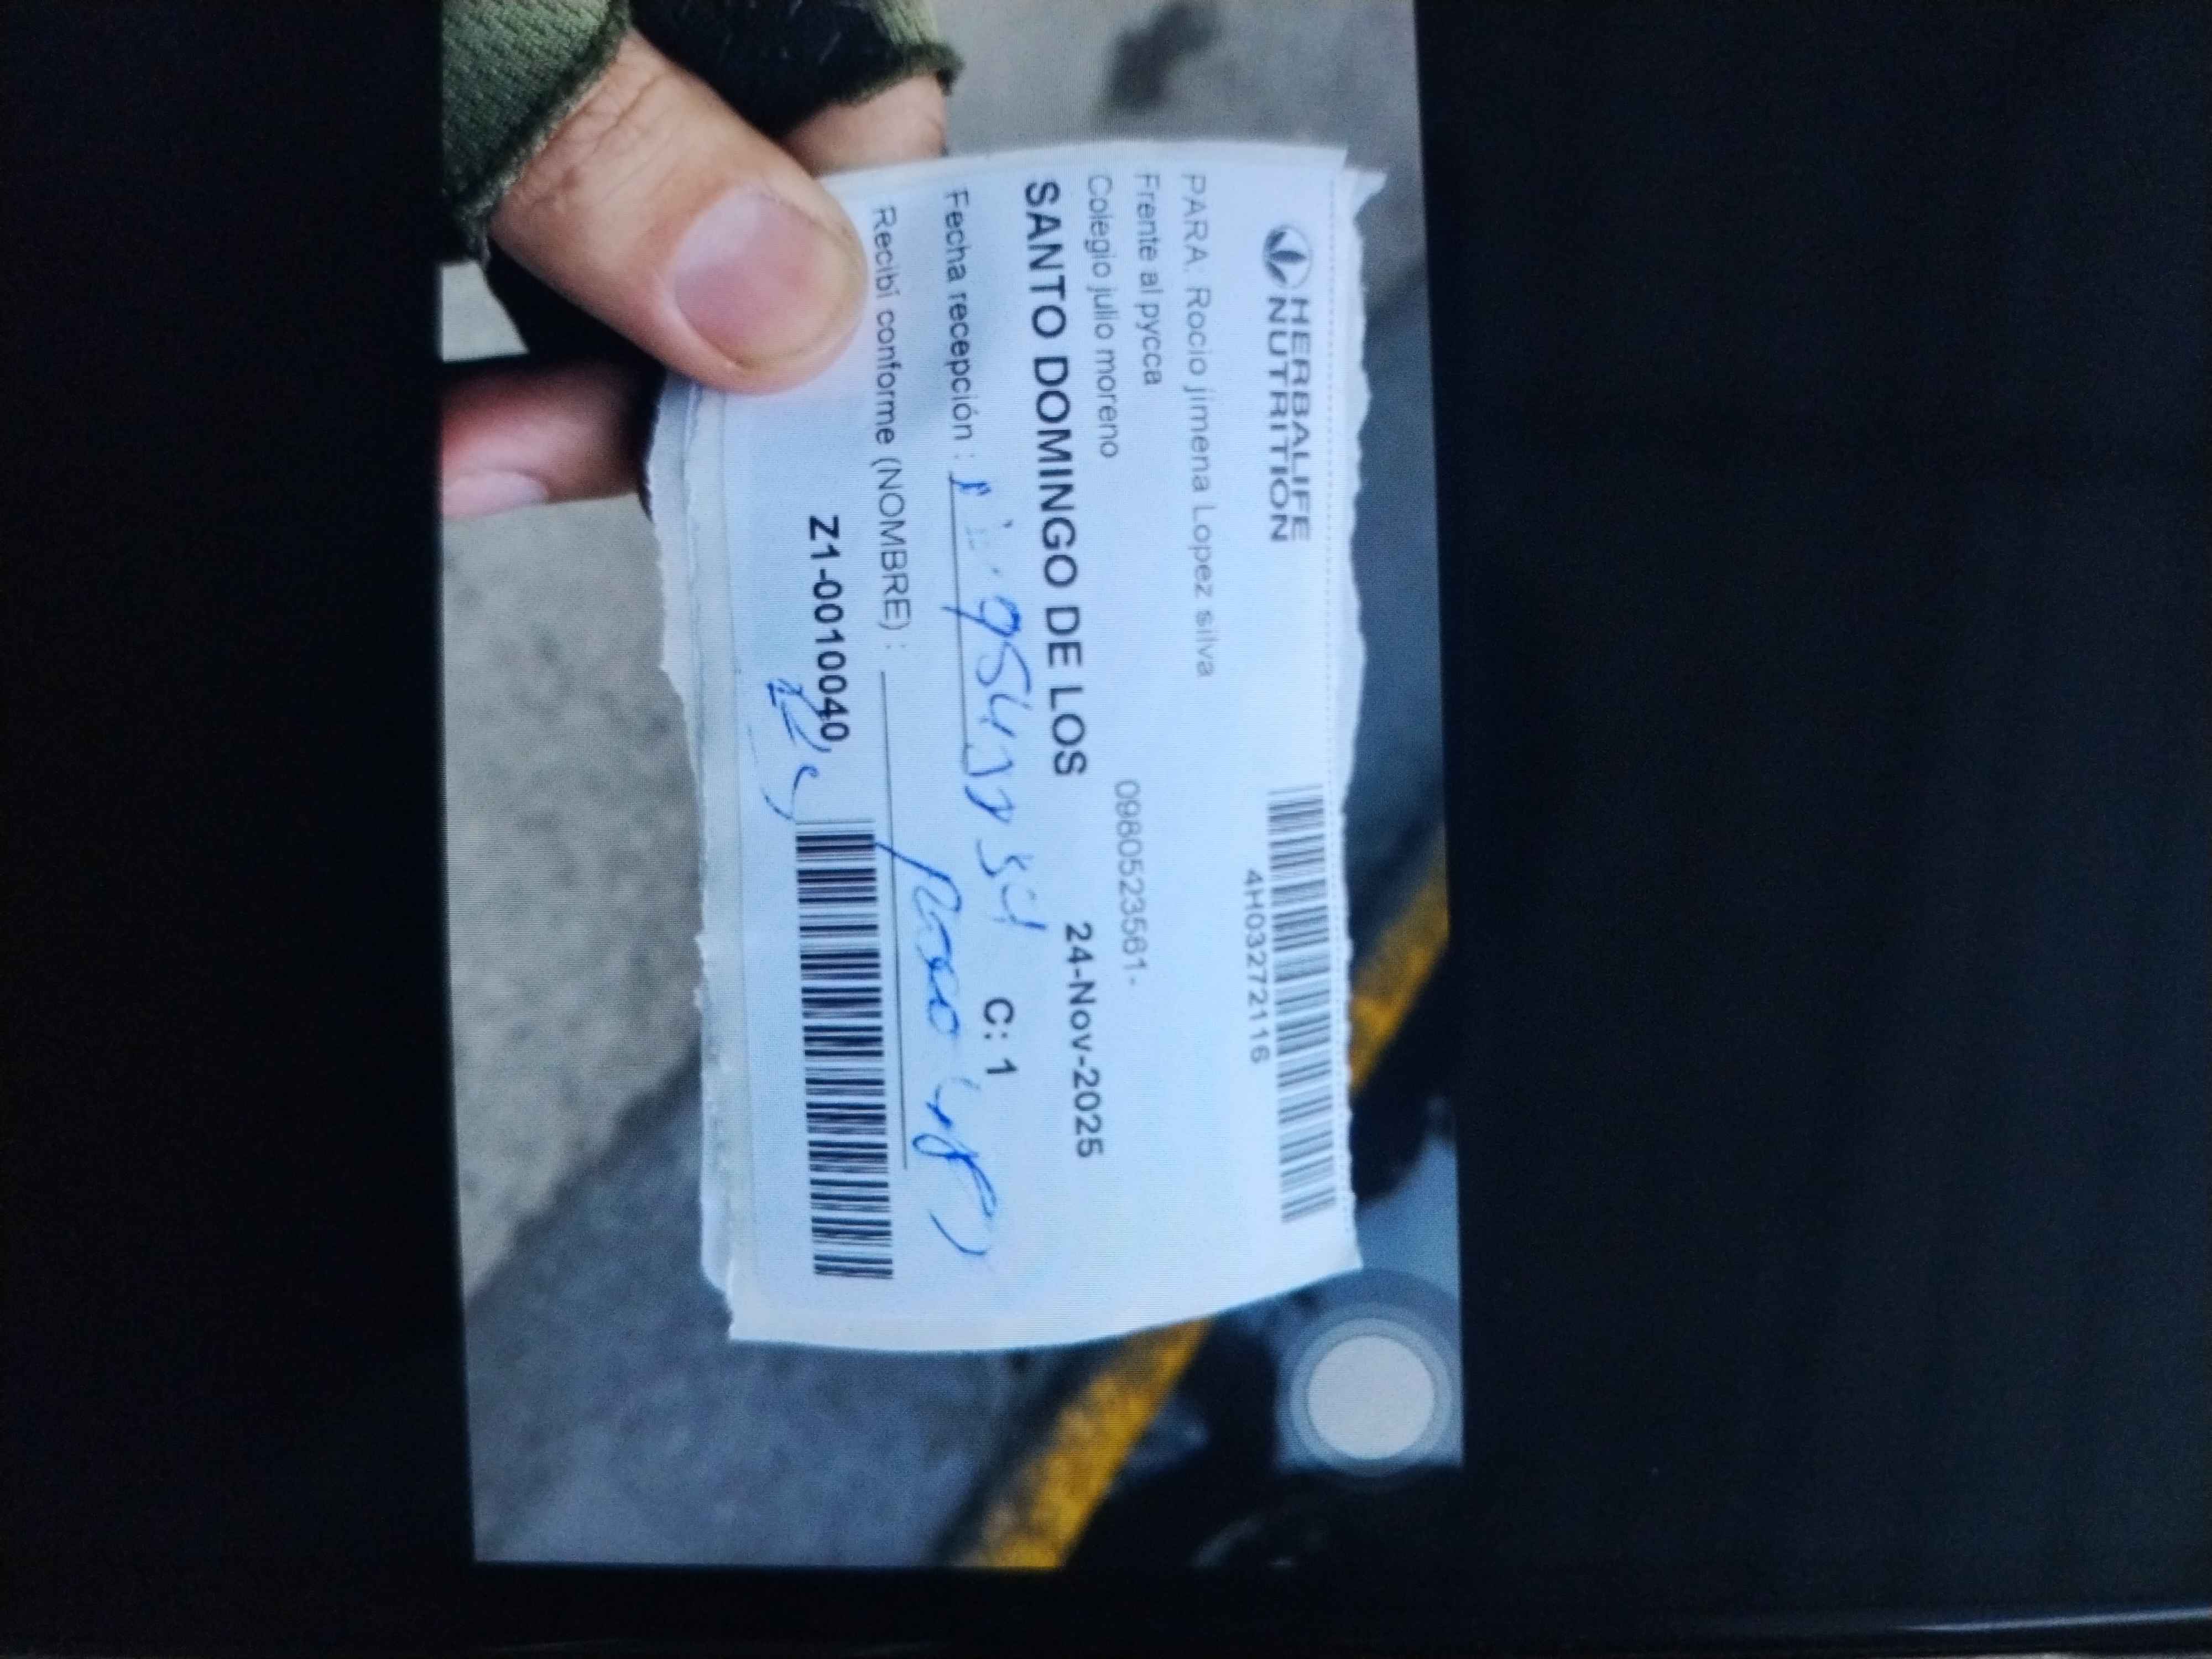 HERBALIFE
NUTRITION
4H03272116
PARA: Rocio jimena Lopez silva
Frente al pycca
0980523561-
Colegio julio moreno
SANTO DOMINGO DE LOS
24-Nov-2025
Fecha recepción :
C: 1
Recibí conforme (NOMBRE) :
Z1-0010040